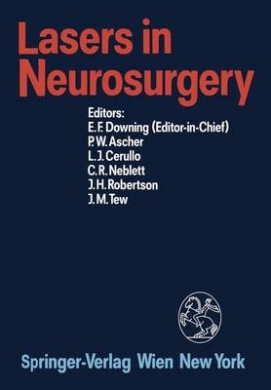 Lasers in
Neurosurgery
Editors:
E.F. Downing (Editor-in-Chief)
P.W. Ascher
L.J. Cerullo
C.R. Neblett
J.H. Robertson
J.M. Tew
Springer-Verlag Wien New York